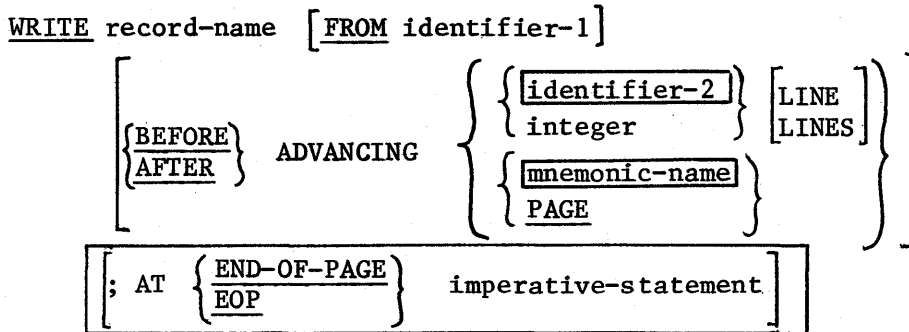 WRITE record-name [FROM identifier-1]
identifier-2 LINE
integer LINES
BEFORE ADVANCING
AFTER
mnemonic-name
PAGE
; AT END-OF-PAGE imperative-statement
EOP